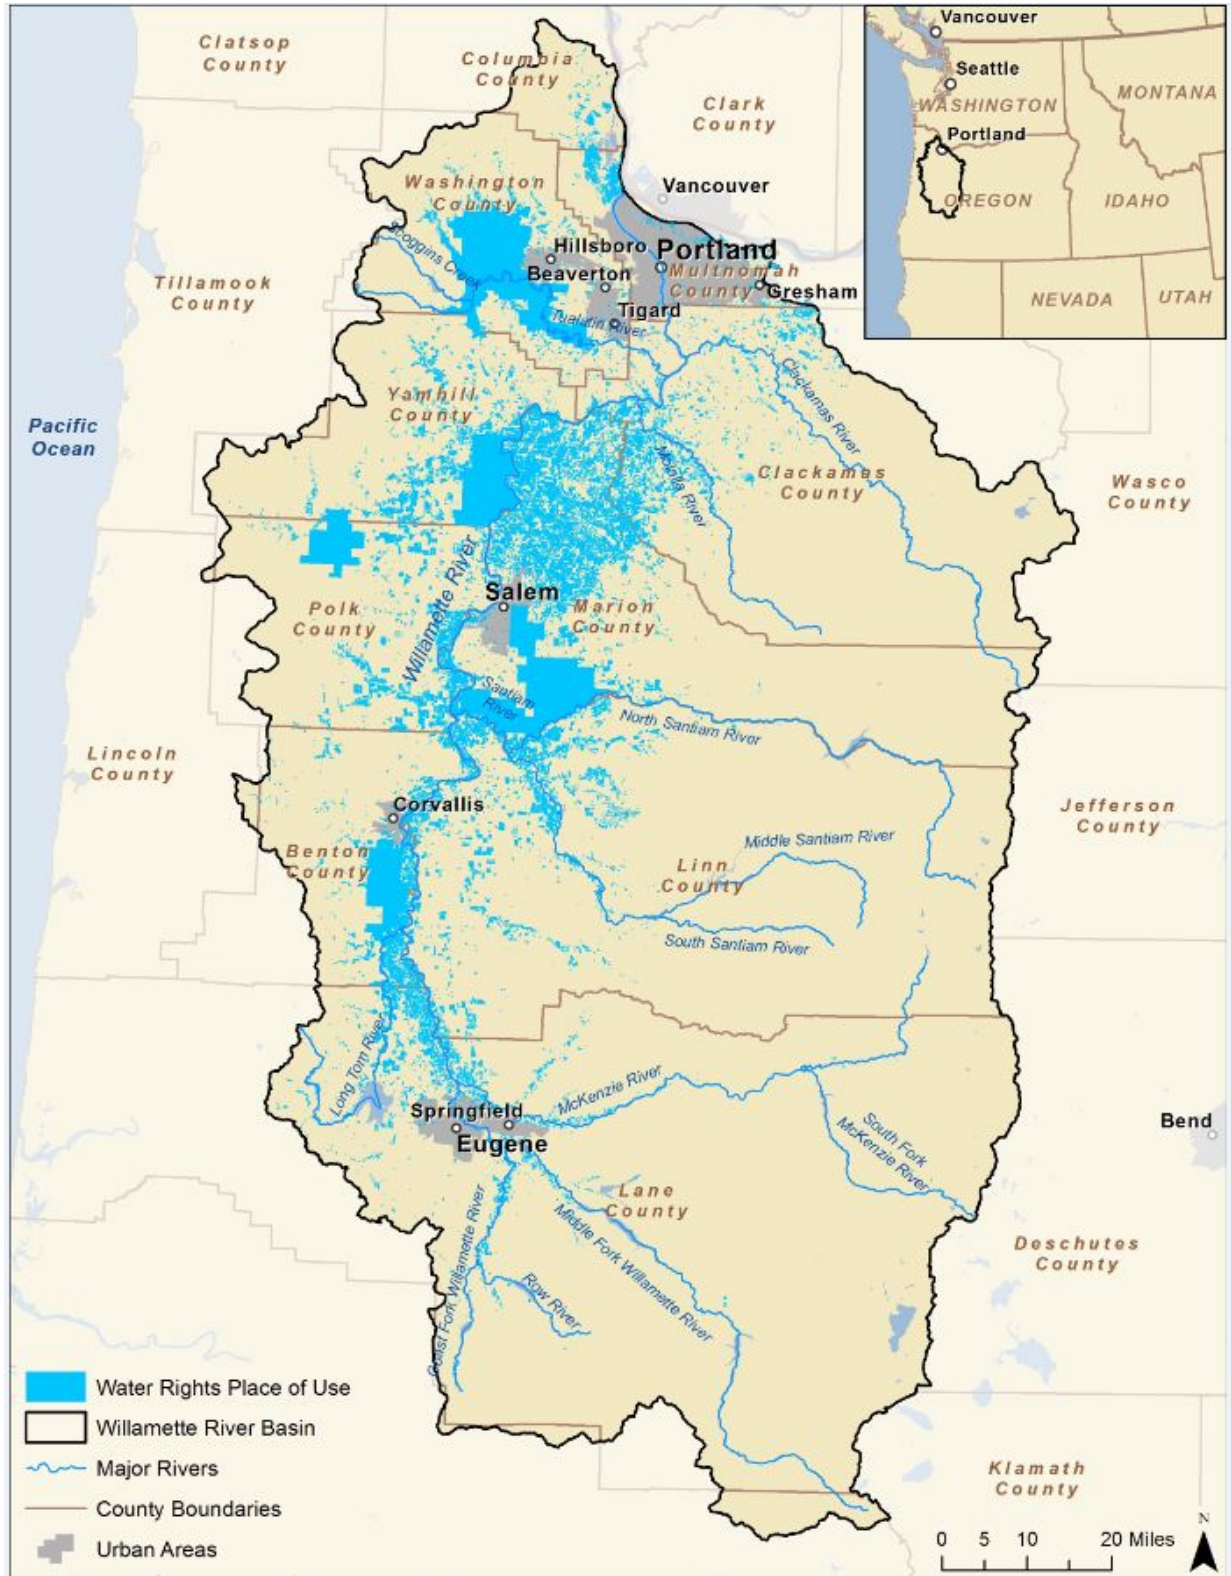 Clatsop
County
Columbia
County
Clark
County
Vancouver
Seattle
WASHINGTON
MONTANA
Portland
OREGON
IDAHO
NEVADA
UTAH
Washington
County
Vancouver
Scoggins Creek
Hillsboro
Portland
Beaverton
Multnomah
County
Gresham
Tillamook
County
Tigard
Tualatin River
Clackamas River
Yamhill
County
Pacific
Ocean
Molalla River
Clackamas
County
Wasco
County
Willamette River
Salem
Polk
County
Marion
County
Santiam
River
North Santiam River
Lincoln
County
Corvallis
Jefferson
County
Benton
County
Middle Santiam River
Linn
County
South Santiam River
Long Tom River
McKenzie River
Springfield
Eugene
South Fork
McKenzie River
Bend
Lane
County
Coast Fork Willamette River
Middle Fork Willamette River
Row River
Deschutes
County
Water Rights Place of Use
Willamette River Basin
Major Rivers
County Boundaries
Urban Areas
Klamath
County
N
0 5 10 20 Miles